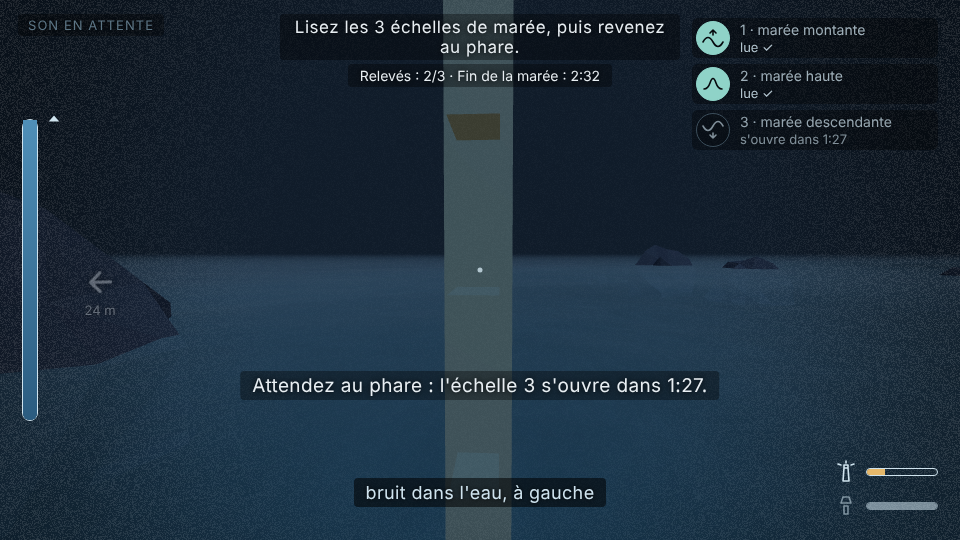 SON EN ATTENTE
Lisez les 3 échelles de marée, puis revenez
au phare.
Relevés : 2/3 · Fin de la marée : 2:32
1 · marée montante
lue ✓
2 · marée haute
lue ✓
3 · marée descendante
s'ouvre dans 1:27
24 m
Attendez au phare : l'échelle 3 s'ouvre dans 1:27.
bruit dans l'eau, à gauche